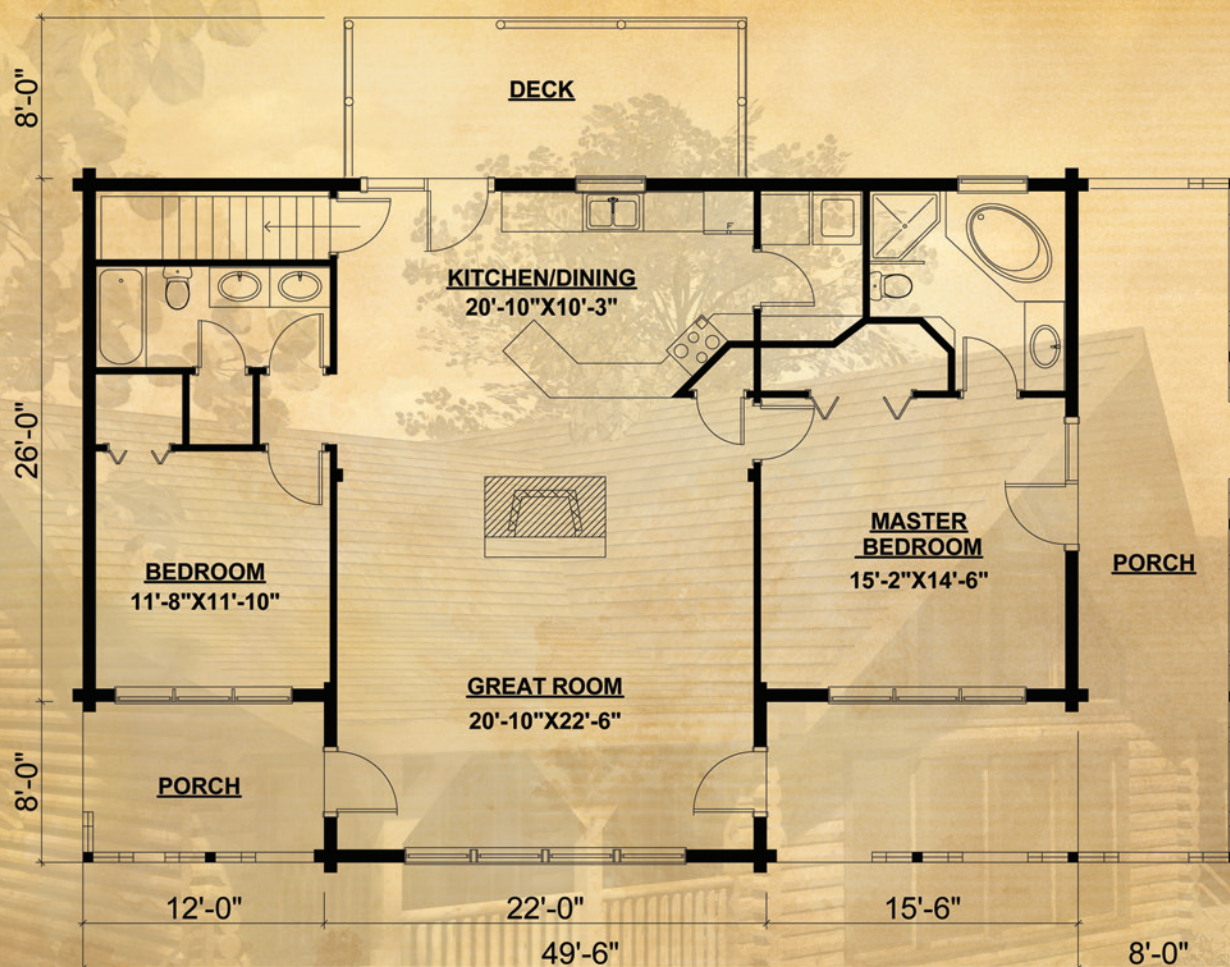 8'-0"
DECK
KITCHEN/DINING
20'-10"X10'-3"
F
26'-0"
BEDROOM
11'-8"X11'-10"
MASTER
BEDROOM
15'-2"X14'-6"
PORCH
GREAT ROOM
20'-10"X22'-6"
8'-0"
PORCH
12'-0"
22'-0"
15'-6"
49'-6"
8'-0"